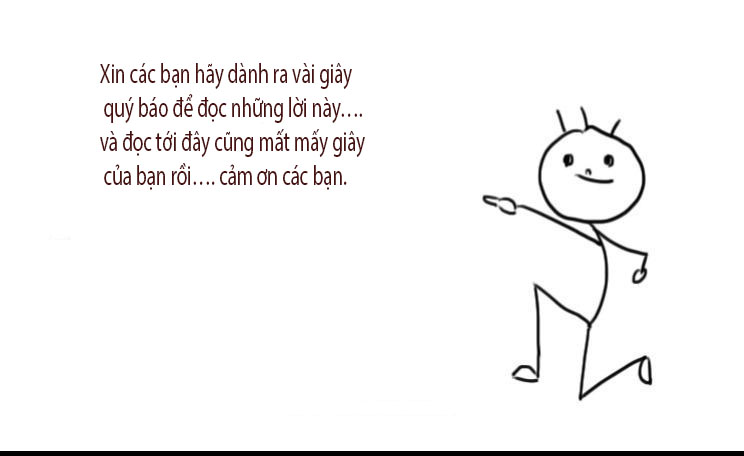 Xin các bạn hãy dành ra vài giây
quý báo để đọc những lời này....
và đọc tới đây cũng mất mấy giây
của bạn rồi.... cảm ơn các bạn.